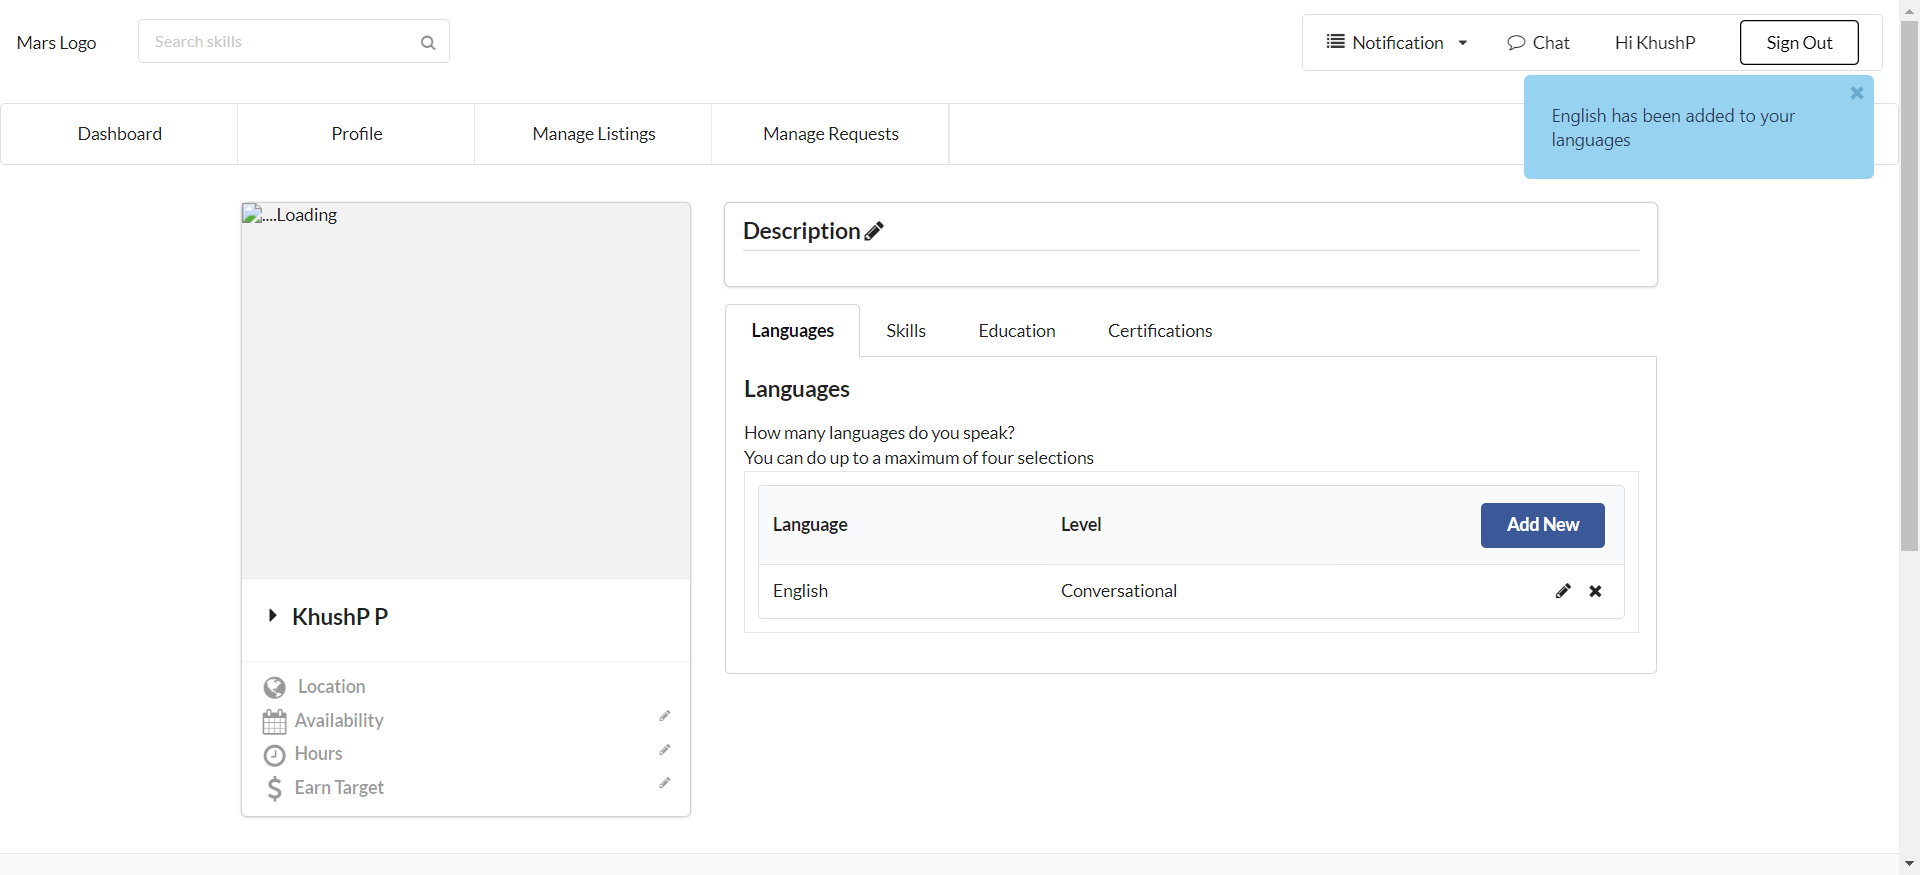 Mars Logo
Search skills
Notification
Chat
Hi KhushP
Sign Out
English has been added to your
languages
Dashboard
Profile
Manage Listings
Manage Requests
....Loading
KhushP P
Location
Availability
Hours
Earn Target
Description
Languages
Skills
Education
Certifications
Languages
How many languages do you speak?
You can do up to a maximum of four selections
Language
Level
Add New
English
Conversational